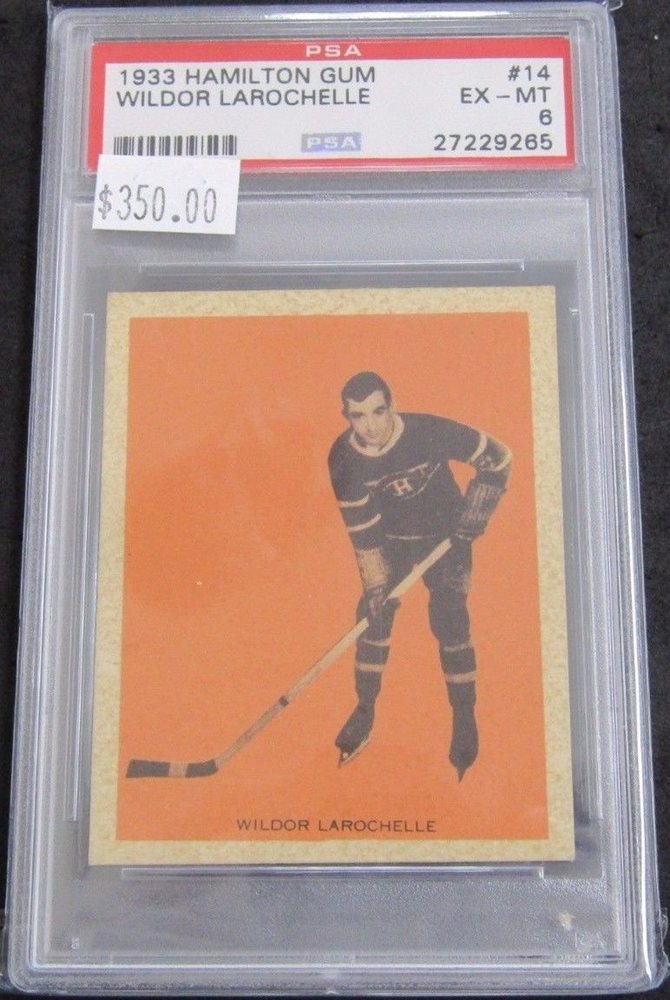 PSA
1933 HAMILTON GUM #14
WILDOR LAROCHELLE EX - MT
6
PSA 27229265
$350.00
H
WILDOR LAROCHELLE